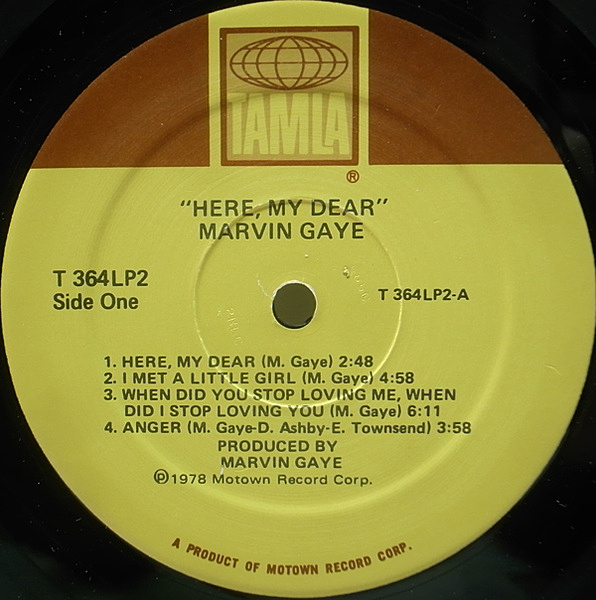 TAMLA
®
"HERE, MY DEAR"
MARVIN GAYE
T 364LP2
Side One
T 364LP2-A
1. HERE, MY DEAR (M. Gaye) 2:48
2. I MET A LITTLE GIRL (M. Gaye) 4:58
3. WHEN DID YOU STOP LOVING ME, WHEN
DID I STOP LOVING YOU (M. Gaye) 6:11
4. ANGER (M. Gaye-D. Ashby-E. Townsend) 3:58
PRODUCED BY
MARVIN GAYE
℗1978 Motown Record Corp.
A PRODUCT OF MOTOWN RECORD CORP.